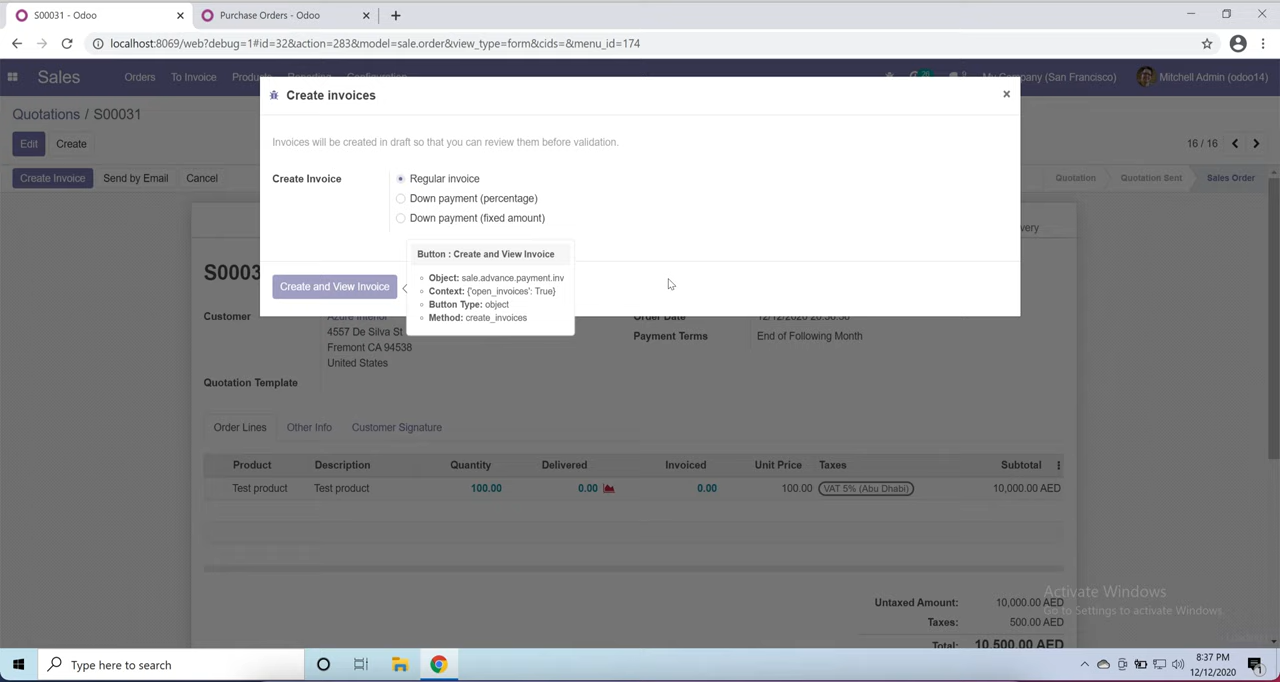 S00031 - Odoo
Purchase Orders - Odoo
localhost:8069/web?debug=1#id=32&action=283&model=sale.order&view_type=form&cids=&menu_id=174
Sales Orders To Invoice Products Reporting Configuration
My Company (San Francisco) Mitchell Admin (odoo14)
Quotations / S00031
Edit Create
16 / 16
Create Invoice Send by Email Cancel
Quotation Quotation Sent Sales Order
Create invoices
×
Invoices will be created in draft so that you can review them before validation.
Create Invoice
Regular invoice
Down payment (percentage)
Down payment (fixed amount)
Create and View Invoice
Button : Create and View Invoice
Object: sale.advance.payment.inv
Context: {'open_invoices': True}
Button Type: object
Method: create_invoices
S0003
Customer
Azure Interior
4557 De Silva St
Fremont CA 94538
United States
Order Date
12/12/2020
Payment Terms End of Following Month
Quotation Template
Order Lines Other Info Customer Signature
Product Description Quantity Delivered Invoiced Unit Price Taxes Subtotal
Test product Test product 100.00 0.00 0.00 100.00 VAT 5% (Abu Dhabi) 10,000.00 AED
Untaxed Amount: 10,000.00 AED
Taxes: 500.00 AED
Total: 10,500.00 AED
Activate Windows
Go to Settings to activate Windows.
Type here to search
8:37 PM
12/12/2020
1